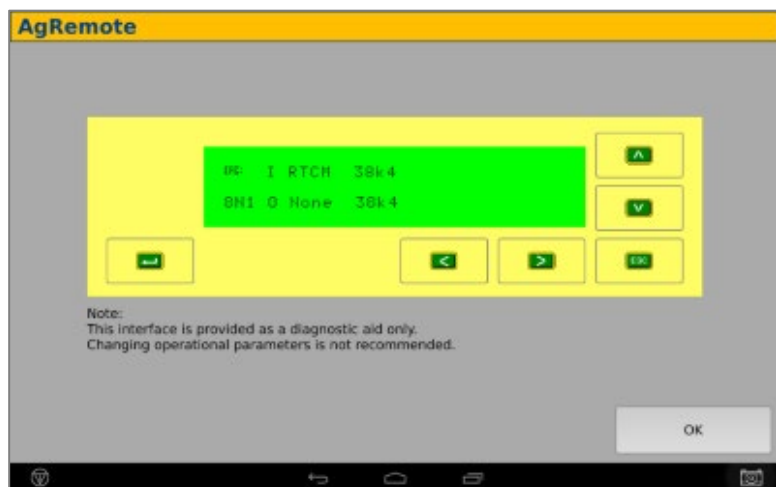 AgRemote
I RTCM 38k4
8N1 O None 38k4
ESC
Note:
This interface is provided as a diagnostic aid only.
Changing operational parameters is not recommended.
OK